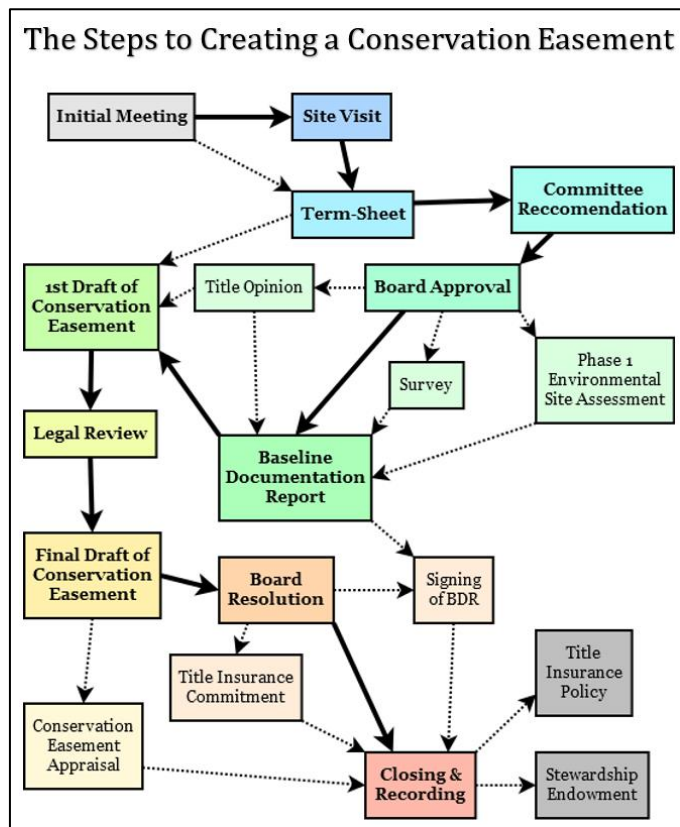 The Steps to Creating a Conservation Easement
Initial Meeting
Site Visit
Term-Sheet
Committee
Reccomendation
1st Draft of
Conservation
Easement
Title Opinion
Board Approval
Survey
Phase 1
Environmental
Site Assessment
Legal Review
Baseline
Documentation
Report
Final Draft of
Conservation
Easement
Board
Resolution
Signing
of BDR
Title Insurance
Commitment
Title
Insurance
Policy
Conservation
Easement
Appraisal
Closing &
Recording
Stewardship
Endowment